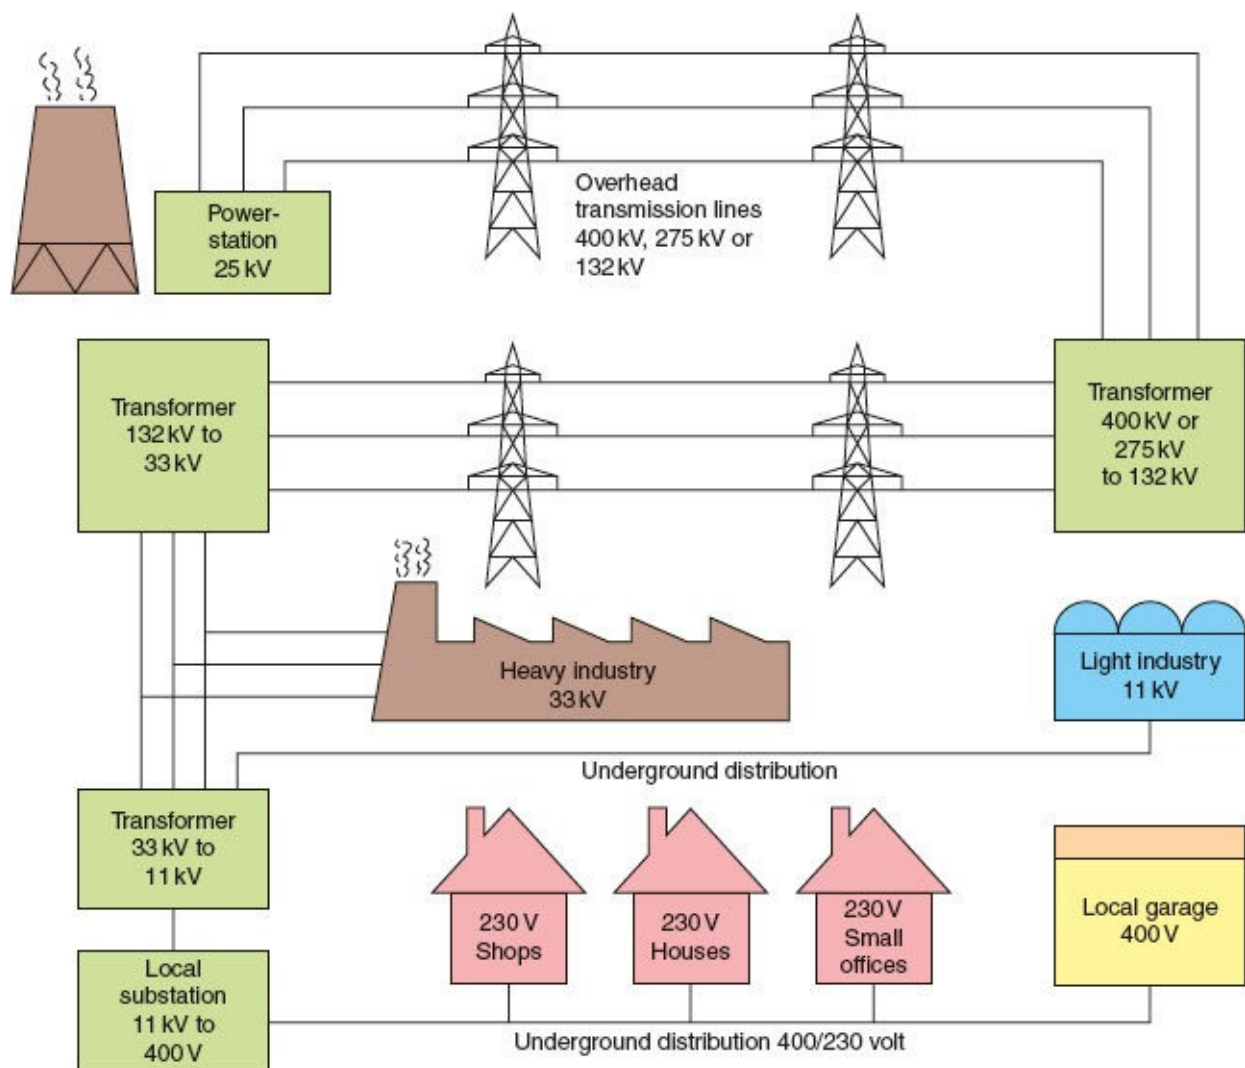 Power-
station
25 kV
Overhead
transmission lines
400 kV, 275 kV or
132 kV
Transformer
132 kV to
33 kV
Transformer
400 kV or
275 kV
to 132 kV
Heavy industry
33 kV
Light industry
11 kV
Underground distribution
Transformer
33 kV to
11 kV
230 V
Shops
230 V
Houses
230 V
Small
offices
Local garage
400 V
Local
substation
11 kV to
400 V
Underground distribution 400/230 volt